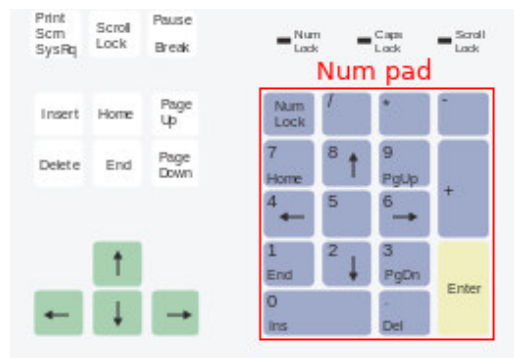 Print
Scrn
SysRq
Scroll
Lock
Pause
Break
Num
Lock
Caps
Lock
Scroll
Lock
Num pad
Insert
Home
Page
Up
Num
Lock
/
*
-
Delete
End
Page
Down
7
Home
8
9
PgUp
+
4
5
6
1
End
2
3
PgDn
Enter
0
Ins
.
Del